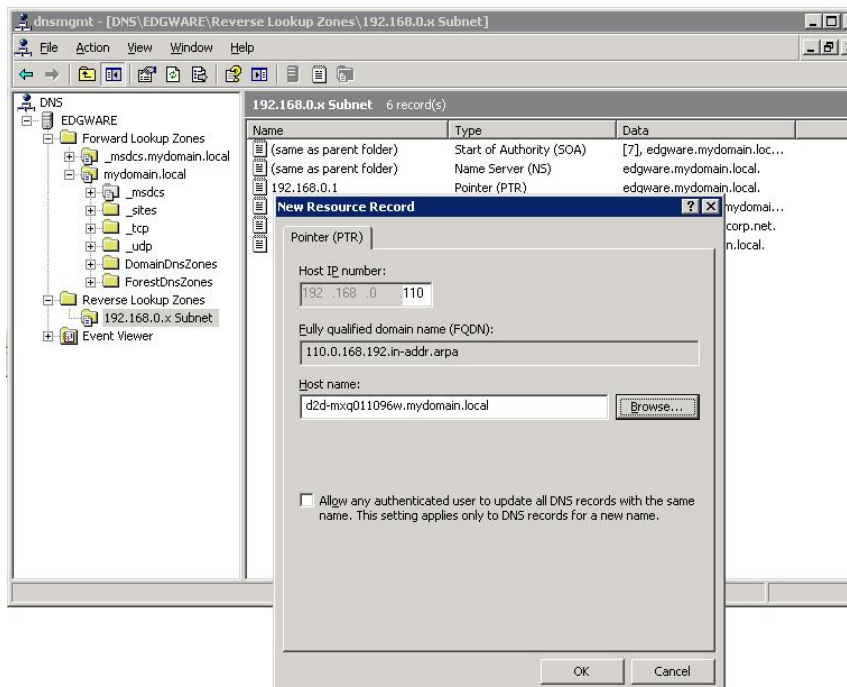 dnsmgmt - [DNS\EDGWARE\Reverse Lookup Zones\192.168.0.x Subnet]
File Action View Window Help
DNS
EDGWARE
Forward Lookup Zones
_msdcs.mydomain.local
mydomain.local
_msdcs
_sites
_tcp
_udp
DomainDnsZones
ForestDnsZones
Reverse Lookup Zones
192.168.0.x Subnet
Event Viewer
192.168.0.x Subnet 6 record(s)
Name Type Data
(same as parent folder) Start of Authority (SOA) [7], edgware.mydomain.loc...
(same as parent folder) Name Server (NS) edgware.mydomain.local.
192.168.0.1 Pointer (PTR) edgware.mydomain.local.
mydomai...
corp.net.
n.local.
New Resource Record
Pointer (PTR)
Host IP number:
192 .168 .0 .110
Fully qualified domain name (FQDN):
110.0.168.192.in-addr.arpa
Host name:
d2d-mxq011096w.mydomain.local Browse...
Allow any authenticated user to update all DNS records with the same
name. This setting applies only to DNS records for a new name.
OK Cancel